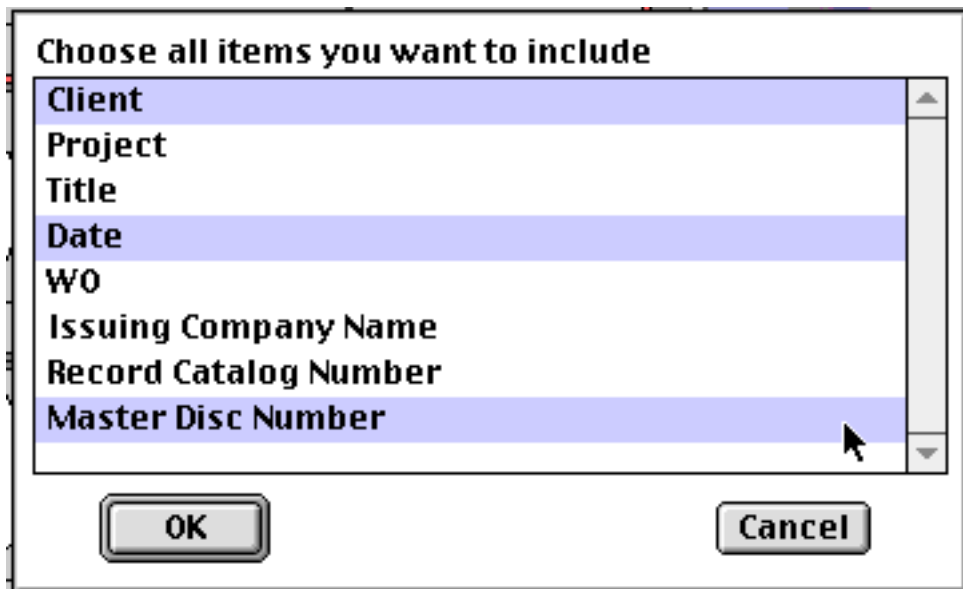 Choose all items you want to include
Client
Project
Title
Date
WO
Issuing Company Name
Record Catalog Number
Master Disc Number
OK
Cancel